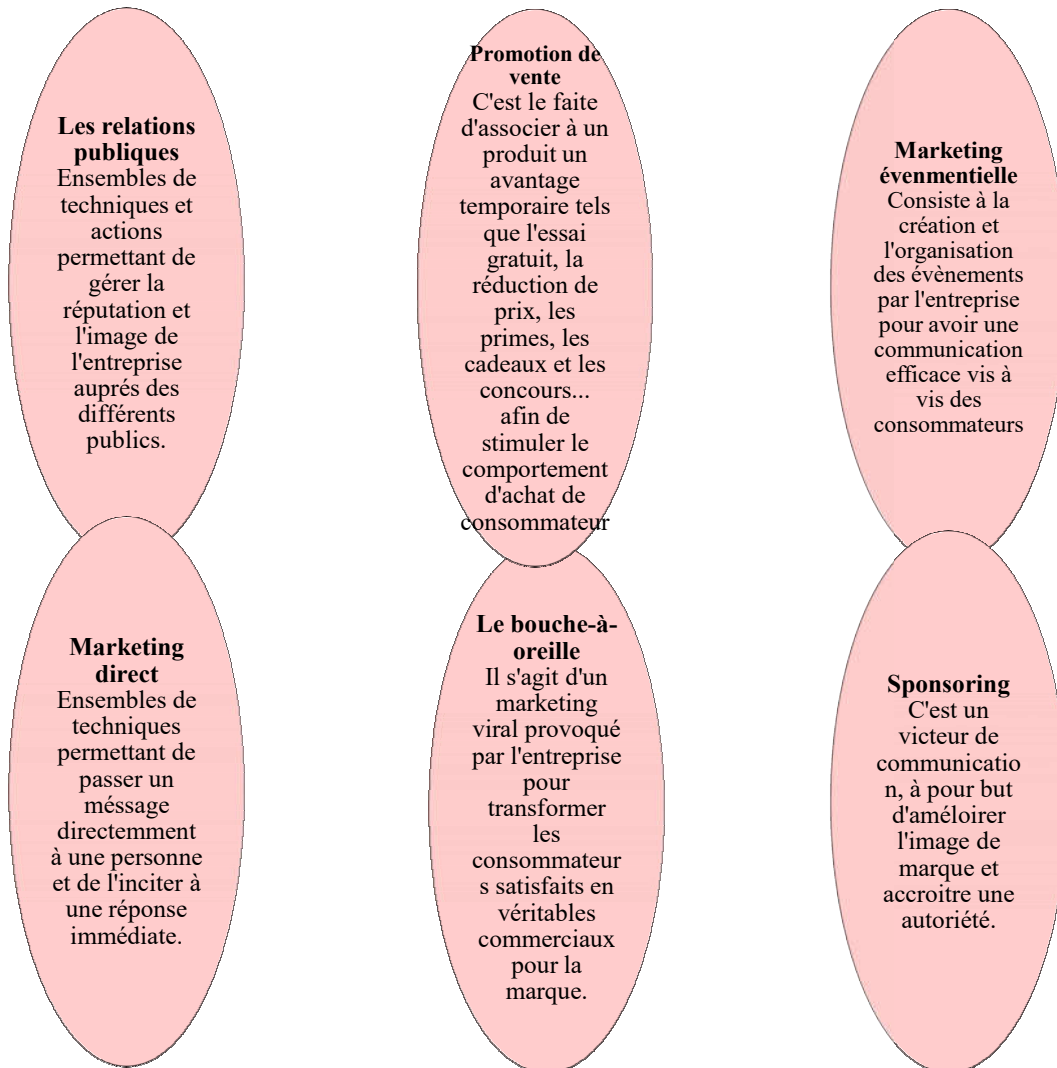 Les relations
publiques
Ensembles de
techniques et
actions
permettant de
gérer la
réputation et
l'image de
l'entreprise
auprés des
différents
publics.
Promotion de
vente
C'est le faite
d'associer à un
produit un
avantage
temporaire tels
que l'essai
gratuit, la
réduction de
prix, les
primes, les
cadeaux et les
concours...
afin de
stimuler le
comportement
d'achat de
consommateur
Marketing
évenmentielle
Consiste à la
création et
l'organisation
des évènements
par l'entreprise
pour avoir une
communication
efficace vis à
vis des
consommateurs
Marketing
direct
Ensembles de
techniques
permettant de
passer un
méssage
directemment
à une personne
et de l'inciter à
une réponse
immédiate.
Le bouche-à-
oreille
Il s'agit d'un
marketing
viral provoqué
par l'entreprise
pour
transformer
les
consommateur
s satisfaits en
véritables
commerciaux
pour la
marque.
Sponsoring
C'est un
victeur de
communicatio
n, à pour but
d'améloirer
l'image de
marque et
accroitre une
autoriété.